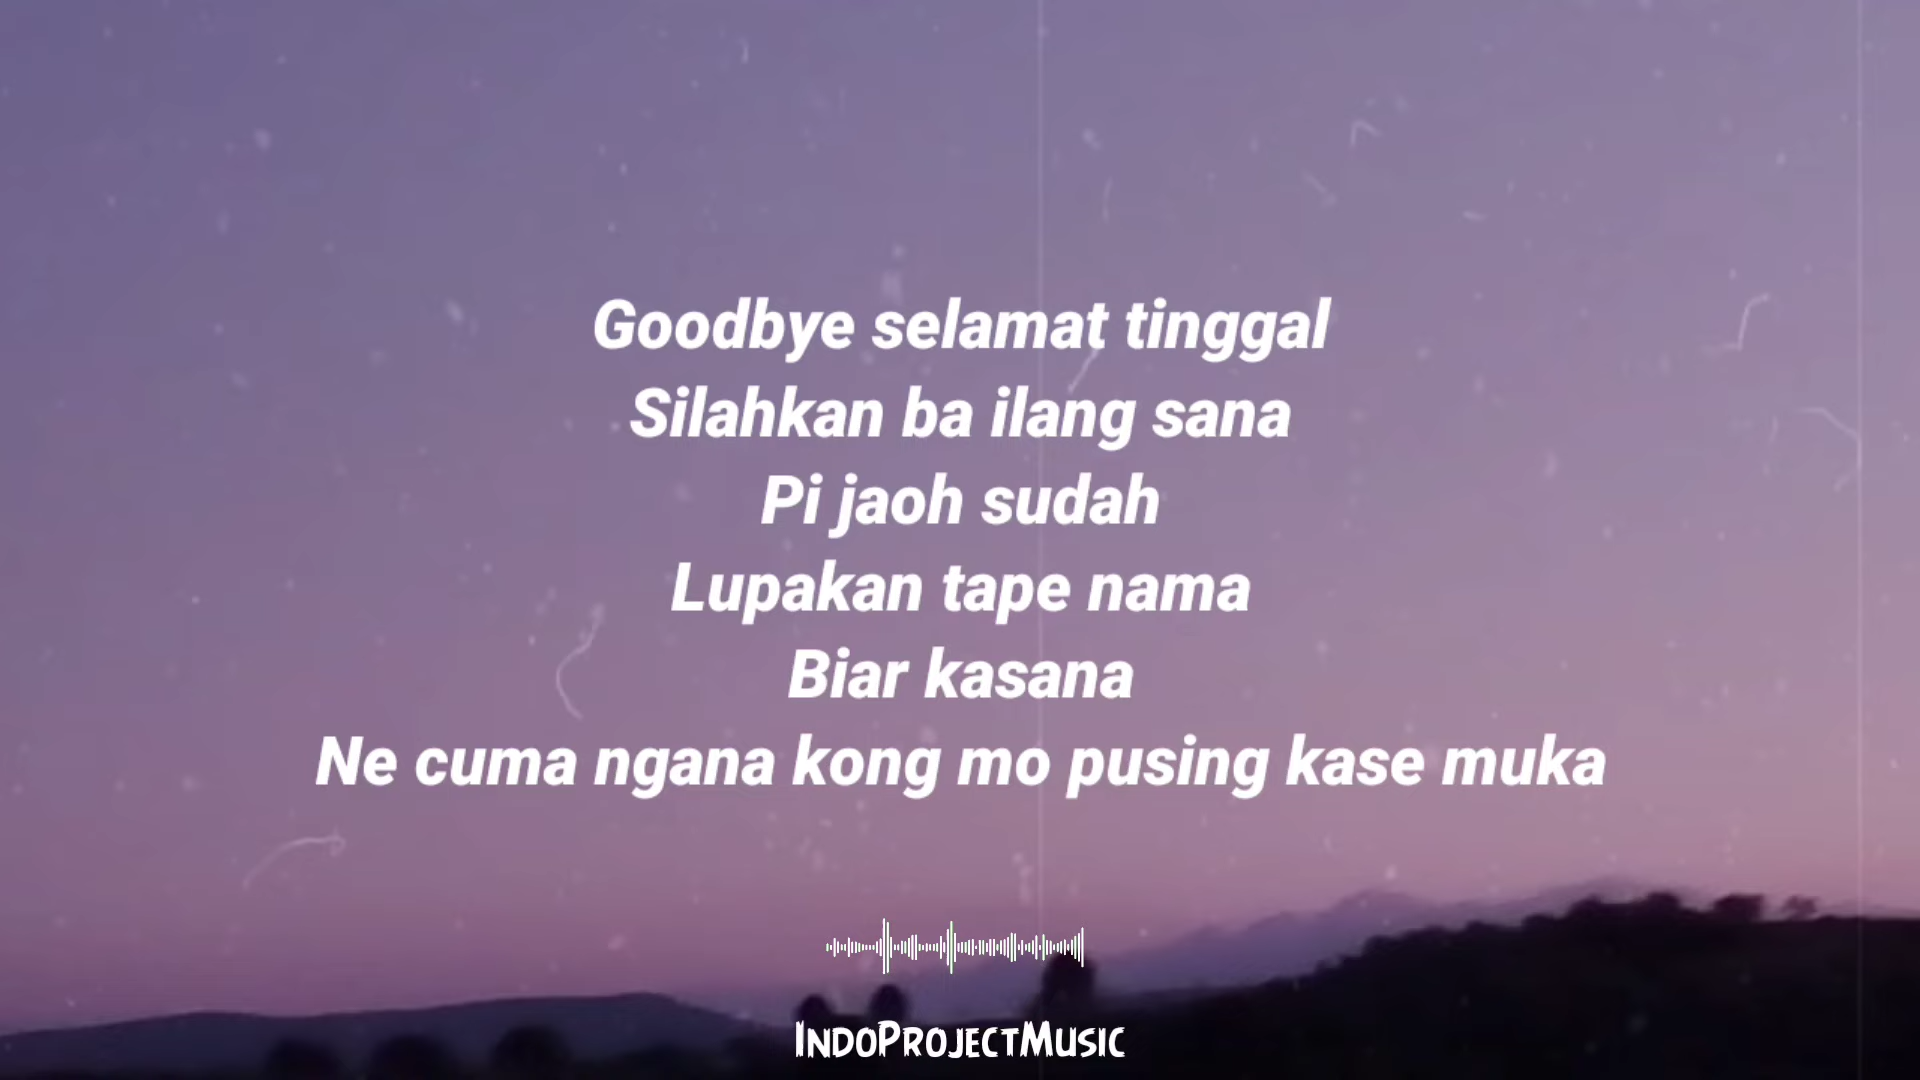 Goodbye selamat tinggal
Silahkan ba ilang sana
Pi jaoh sudah
Lupakan tape nama
Biar kasana
Ne cuma ngana kong mo pusing kase muka
IndoProjectMusic